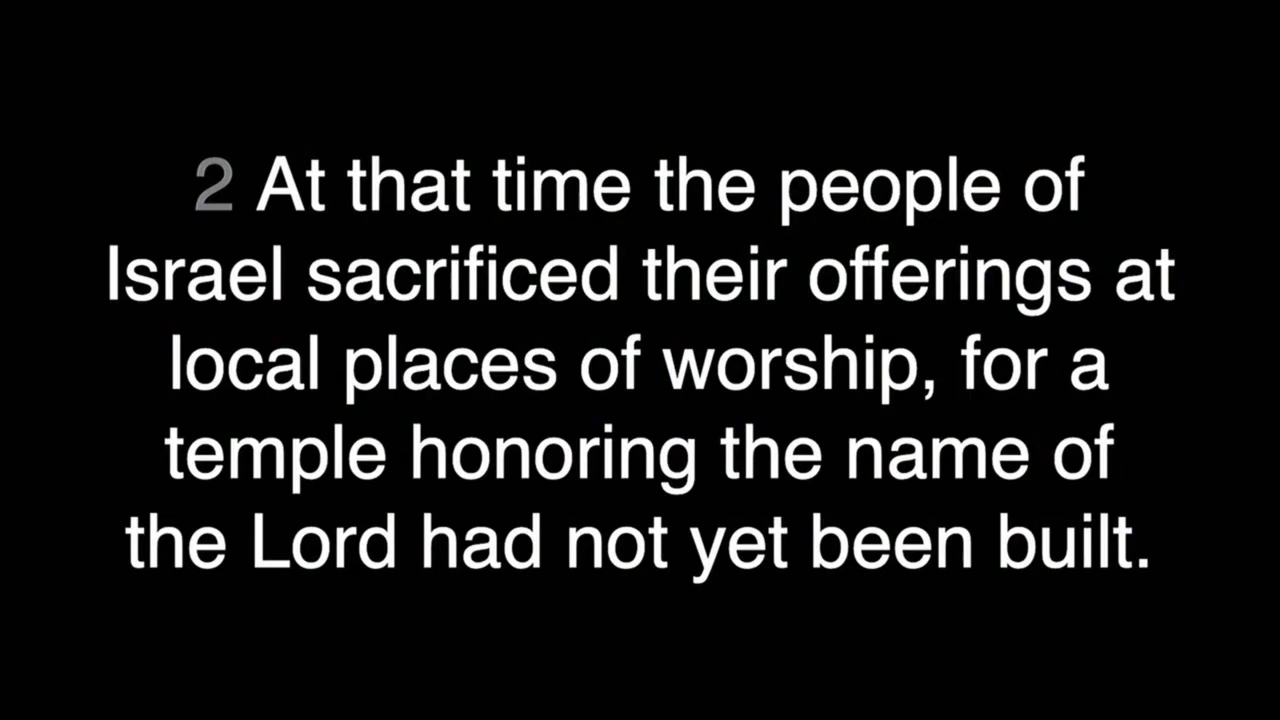 2 At that time the people of
Israel sacrificed their offerings at
local places of worship, for a
temple honoring the name of
the Lord had not yet been built.